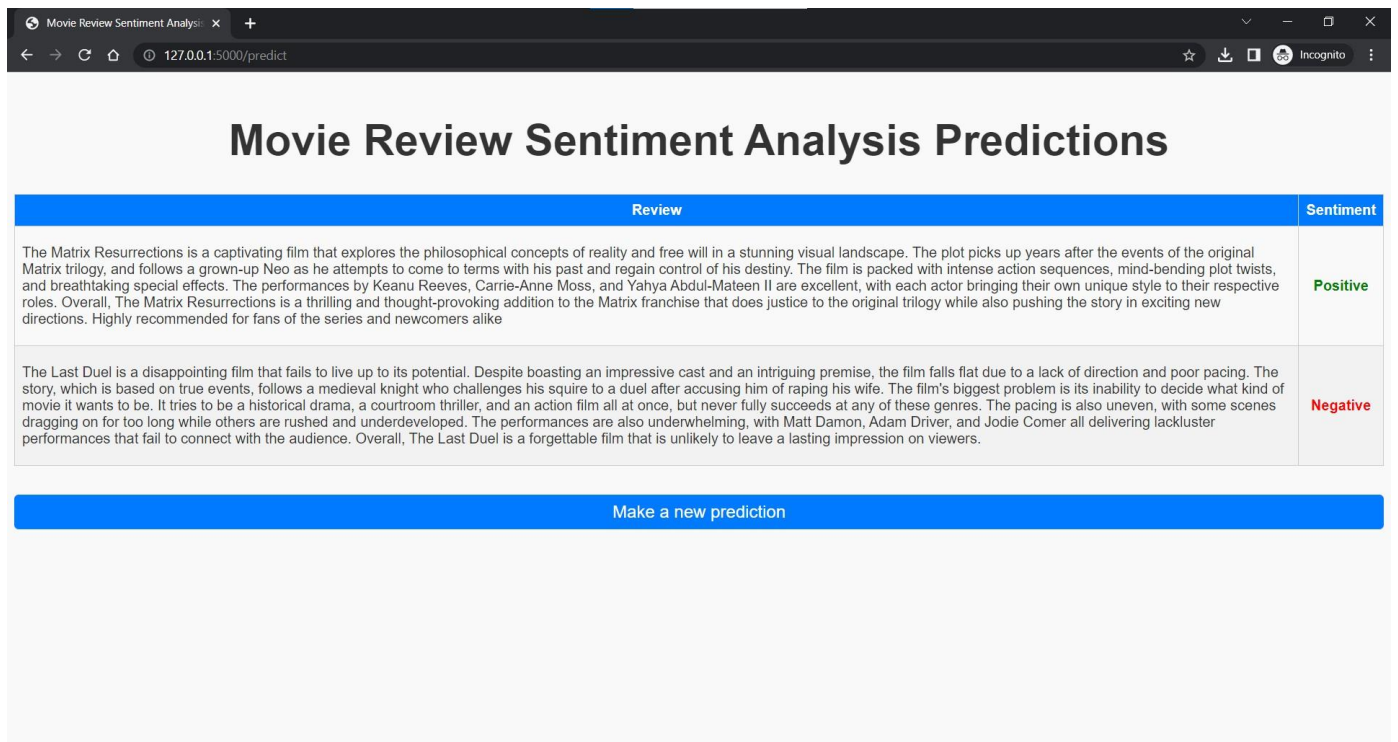 Movie Review Sentiment Analysis
127.0.0.1:5000/predict
Incognito
Movie Review Sentiment Analysis Predictions
Review
Sentiment
The Matrix Resurrections is a captivating film that explores the philosophical concepts of reality and free will in a stunning visual landscape. The plot picks up years after the events of the original
Matrix trilogy, and follows a grown-up Neo as he attempts to come to terms with his past and regain control of his destiny. The film is packed with intense action sequences, mind-bending plot twists,
and breathtaking special effects. The performances by Keanu Reeves, Carrie-Anne Moss, and Yahya Abdul-Mateen II are excellent, with each actor bringing their own unique style to their respective
roles. Overall, The Matrix Resurrections is a thrilling and thought-provoking addition to the Matrix franchise that does justice to the original trilogy while also pushing the story in exciting new
directions. Highly recommended for fans of the series and newcomers alike
Positive
The Last Duel is a disappointing film that fails to live up to its potential. Despite boasting an impressive cast and an intriguing premise, the film falls flat due to a lack of direction and poor pacing. The
story, which is based on true events, follows a medieval knight who challenges his squire to a duel after accusing him of raping his wife. The film's biggest problem is its inability to decide what kind of
movie it wants to be. It tries to be a historical drama, a courtroom thriller, and an action film all at once, but never fully succeeds at any of these genres. The pacing is also uneven, with some scenes
dragging on for too long while others are rushed and underdeveloped. The performances are also underwhelming, with Matt Damon, Adam Driver, and Jodie Comer all delivering lackluster
performances that fail to connect with the audience. Overall, The Last Duel is a forgettable film that is unlikely to leave a lasting impression on viewers.
Negative
Make a new prediction